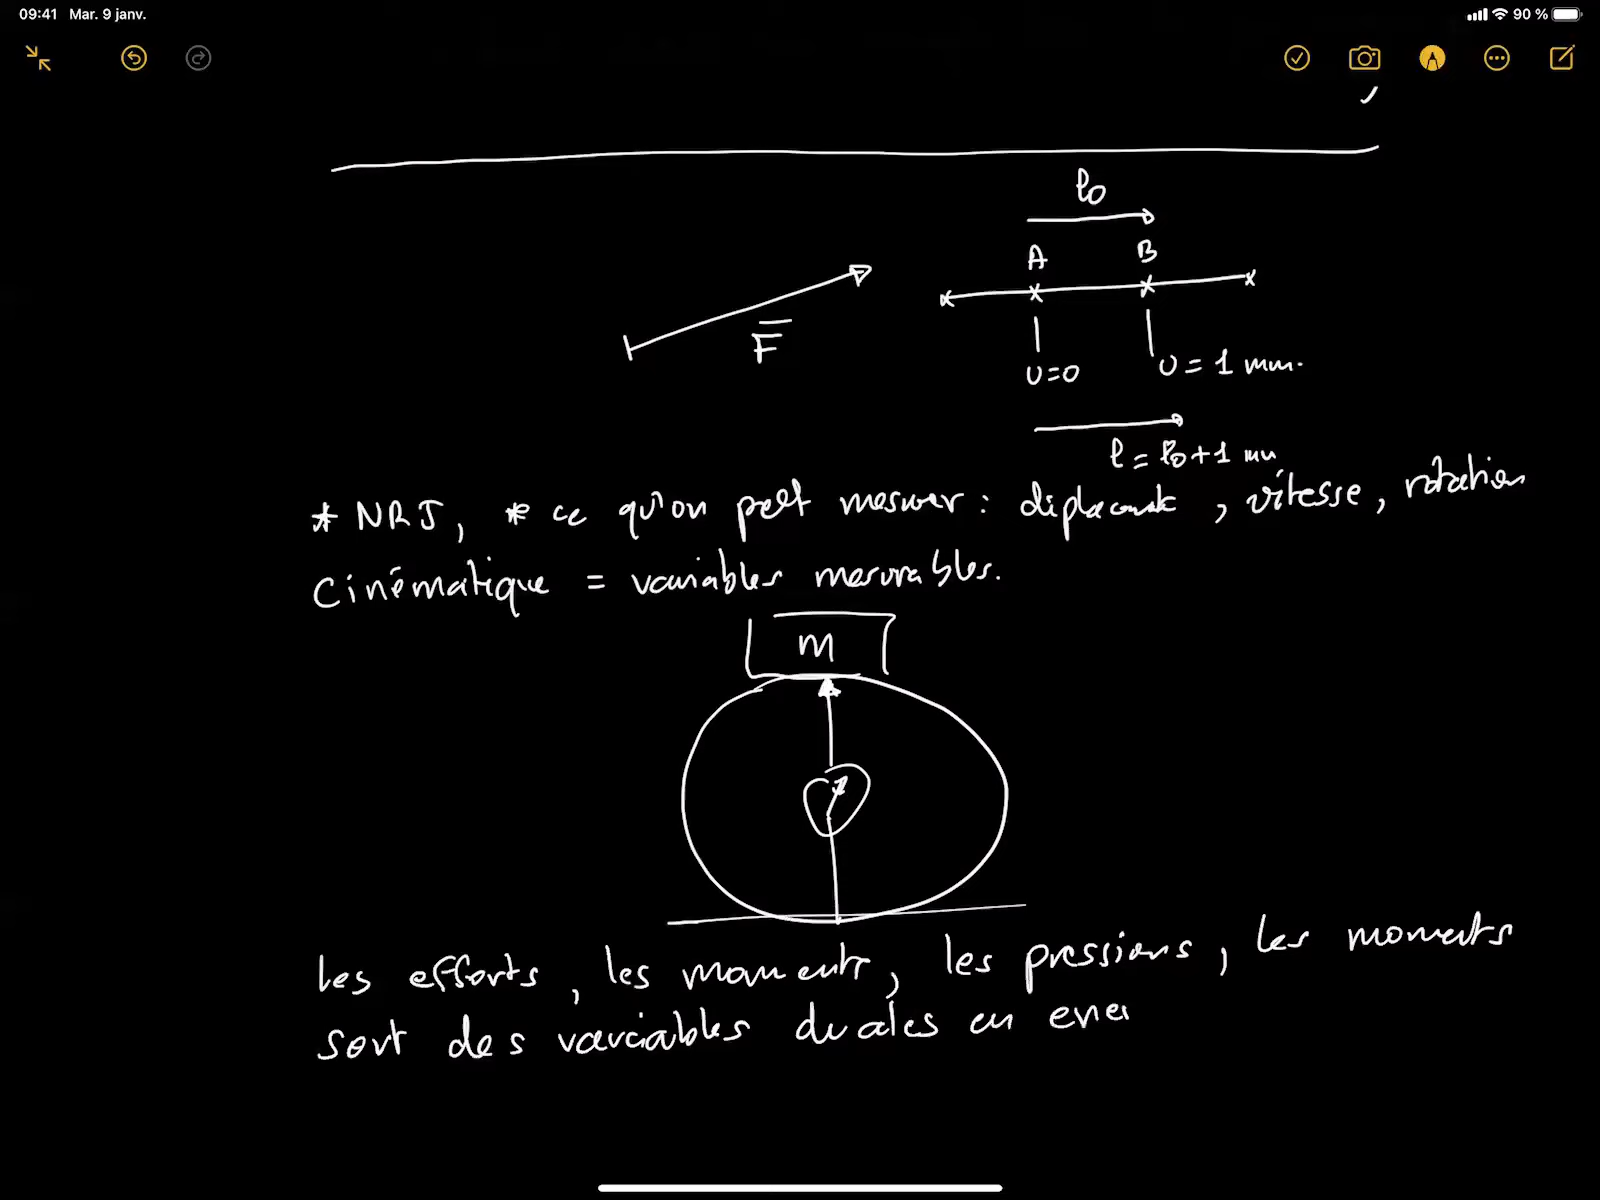 09:41 Mar. 9 janv. 90 %
l0
A B
F
U=0 U=1 mm.
l=l0+1 mm
* NRJ, * ce qu'on peut mesurer : déplacement, vitesse, rotation
Cinématique = variables mesurables.
m
les efforts, les moments, les pressions, les moments
sont des variables duales en ener